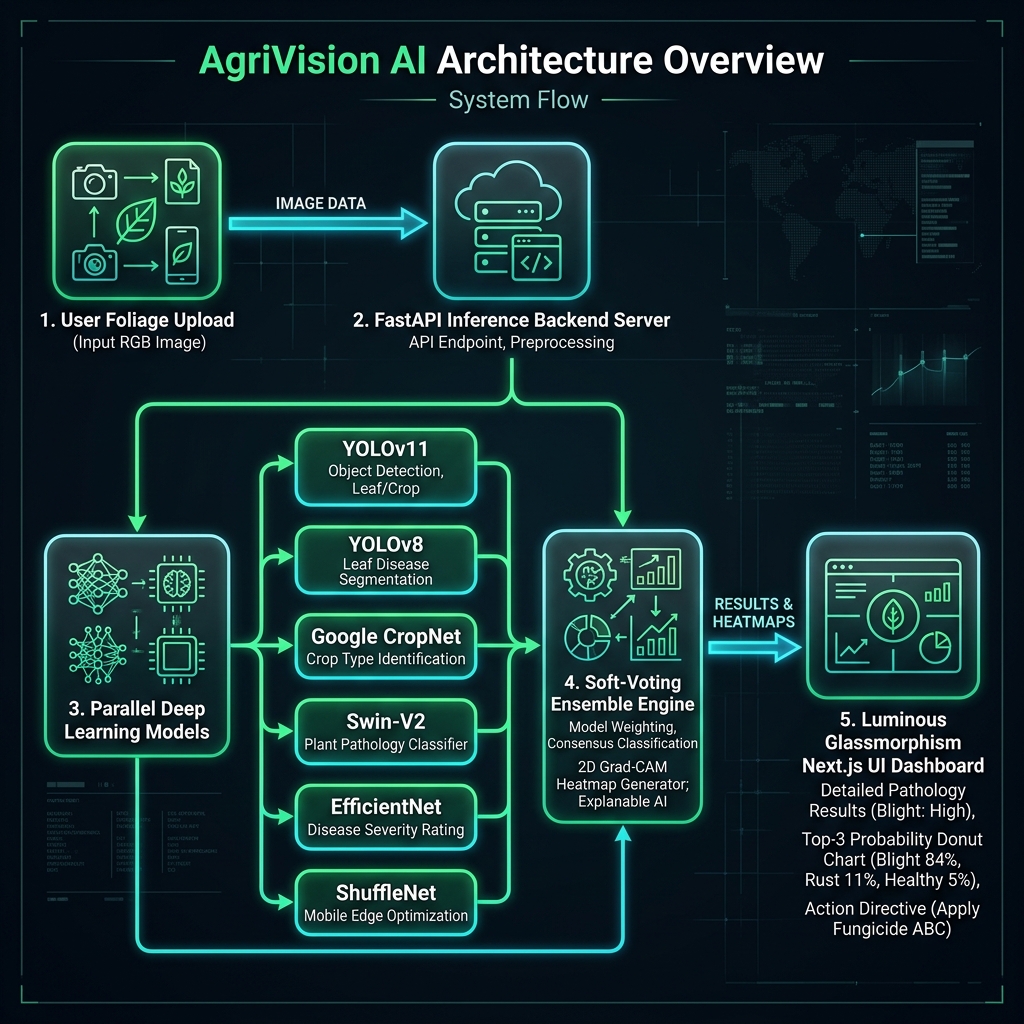 AgriVision AI Architecture Overview
System Flow
IMAGE DATA
1. User Foliage Upload
(Input RGB Image)
2. FastAPI Inference Backend Server
API Endpoint, Preprocessing
3. Parallel Deep
Learning Models
YOLOv11
Object Detection,
Leaf/Crop
YOLOv8
Leaf Disease
Segmentation
Google CropNet
Crop Type Identification
Swin-V2
Plant Pathology Classifier
EfficientNet
Disease Severity Rating
ShuffleNet
Mobile Edge Optimization
4. Soft-Voting
Ensemble Engine
Model Weighting,
Consensus Classification
2D Grad-CAM
Heatmap Generator;
Explanable AI
RESULTS &
HEATMAPS
5. Luminous
Glassmorphism
Next.js UI Dashboard
Detailed Pathology
Results (Blight: High),
Top-3 Probability Donut
Chart (Blight 84%,
Rust 11%, Healthy 5%),
Action Directive (Apply
Fungicide ABC)